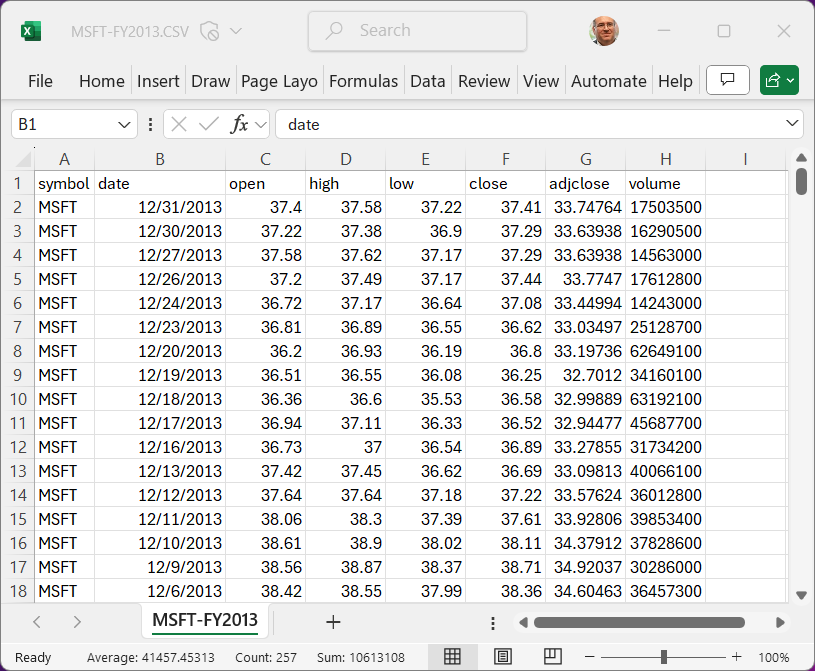 MSFT-FY2013.CSV Search
File Home Insert Draw Page Layo Formulas Data Review View Automate Help
B1 fx date
A B C D E F G H I
1 symbol date open high low close adjclose volume
2 MSFT 12/31/2013 37.4 37.58 37.22 37.41 33.74764 17503500
3 MSFT 12/30/2013 37.22 37.38 36.9 37.29 33.63938 16290500
4 MSFT 12/27/2013 37.58 37.62 37.17 37.29 33.63938 14563000
5 MSFT 12/26/2013 37.2 37.49 37.17 37.44 33.7747 17612800
6 MSFT 12/24/2013 36.72 37.17 36.64 37.08 33.44994 14243000
7 MSFT 12/23/2013 36.81 36.89 36.55 36.62 33.03497 25128700
8 MSFT 12/20/2013 36.2 36.93 36.19 36.8 33.19736 62649100
9 MSFT 12/19/2013 36.51 36.55 36.08 36.25 32.7012 34160100
10 MSFT 12/18/2013 36.36 36.6 35.53 36.58 32.99889 63192100
11 MSFT 12/17/2013 36.94 37.11 36.33 36.52 32.94477 45687700
12 MSFT 12/16/2013 36.73 37 36.54 36.89 33.27855 31734200
13 MSFT 12/13/2013 37.42 37.45 36.62 36.69 33.09813 40066100
14 MSFT 12/12/2013 37.64 37.64 37.18 37.22 33.57624 36012800
15 MSFT 12/11/2013 38.06 38.3 37.39 37.61 33.92806 39853400
16 MSFT 12/10/2013 38.61 38.9 38.02 38.11 34.37912 37828600
17 MSFT 12/9/2013 38.56 38.87 38.37 38.71 34.92037 30286000
18 MSFT 12/6/2013 38.42 38.55 37.99 38.36 34.60463 36457300
MSFT-FY2013
Ready Average: 41457.45313 Count: 257 Sum: 10613108 100%